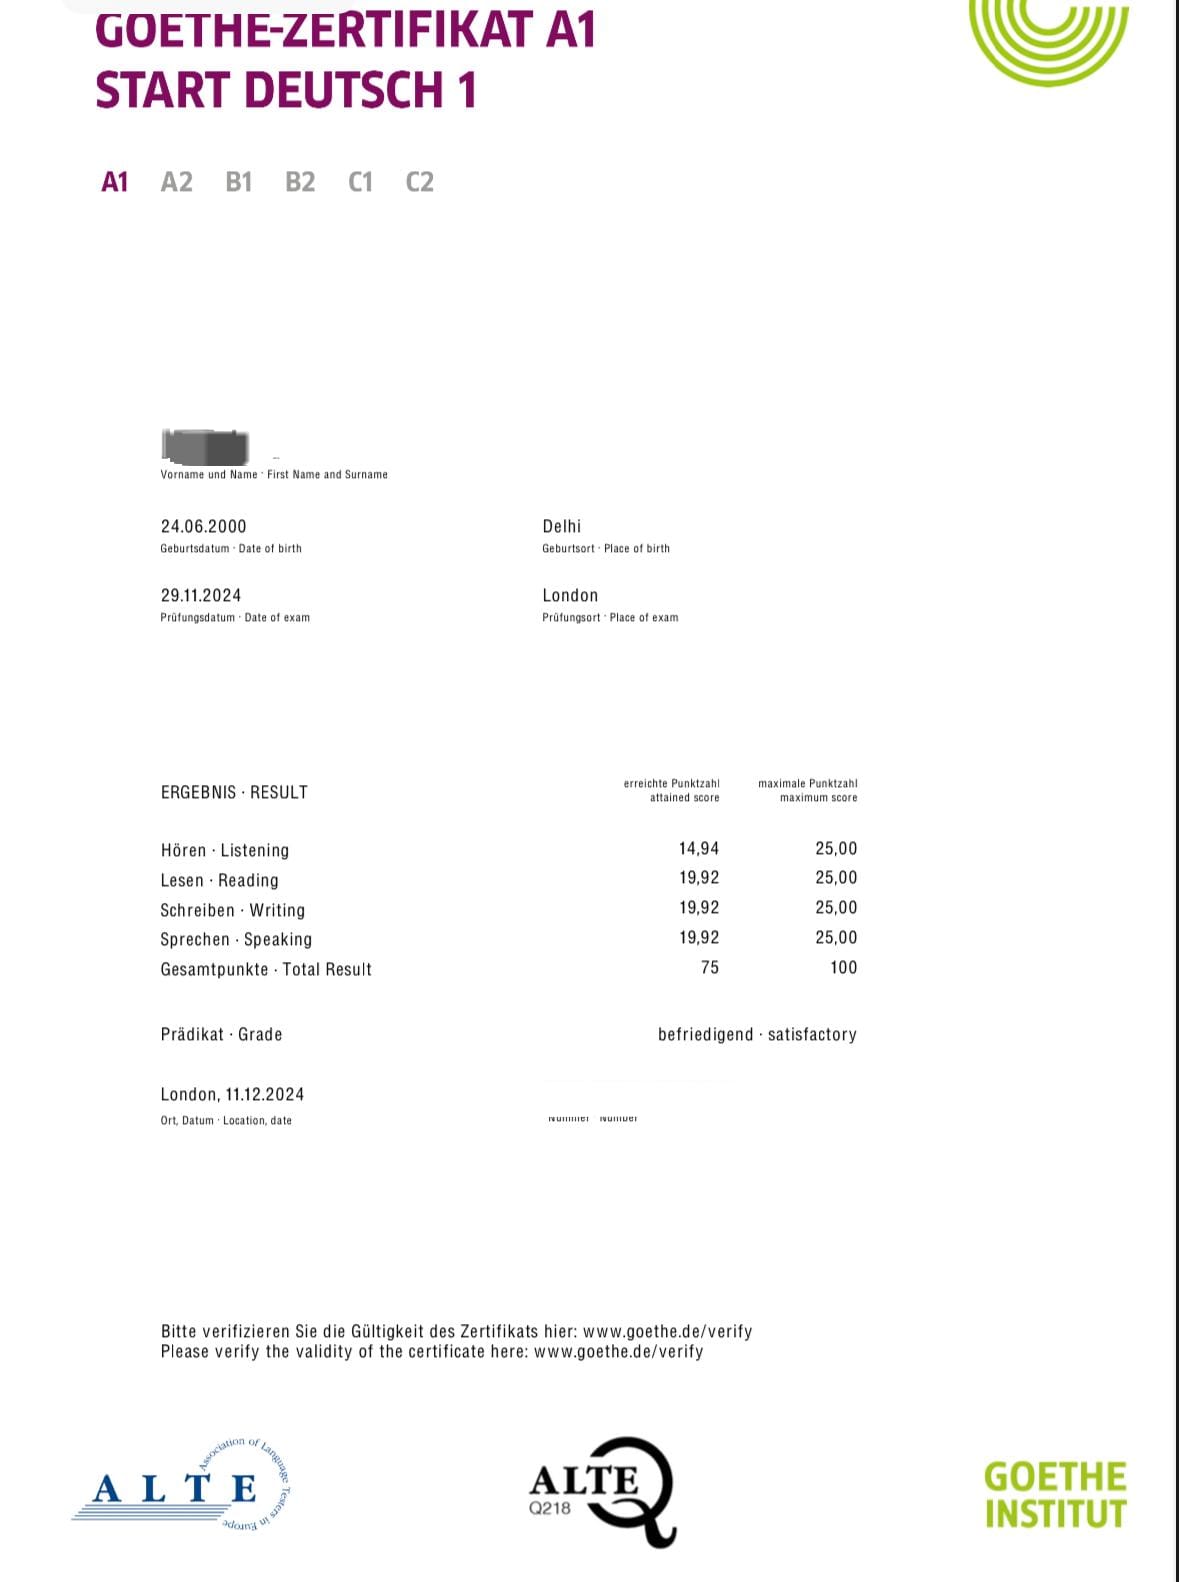 GOETHE-ZERTIFIKAT A1
START DEUTSCH 1
A1 A2 B1 B2 C1 C2
Vorname und Name · First Name and Surname
24.06.2000 Delhi
Geburtsdatum · Date of birth Geburtsort · Place of birth
29.11.2024 London
Prüfungsdatum · Date of exam Prüfungsort · Place of exam
ERGEBNIS · RESULT
erreichte Punktzahl maximale Punktzahl
attained score maximum score
Hören · Listening 14,94 25,00
Lesen · Reading 19,92 25,00
Schreiben · Writing 19,92 25,00
Sprechen · Speaking 19,92 25,00
Gesamtpunkte · Total Result 75 100
Prädikat · Grade befriedigend · satisfactory
London, 11.12.2024
Ort, Datum · Location, date Nummer · Number
Bitte verifizieren Sie die Gültigkeit des Zertifikats hier: www.goethe.de/verify
Please verify the validity of the certificate here: www.goethe.de/verify
ALTE
Association of Language Testers in Europe
ALTE
Q218
GOETHE
INSTITUT